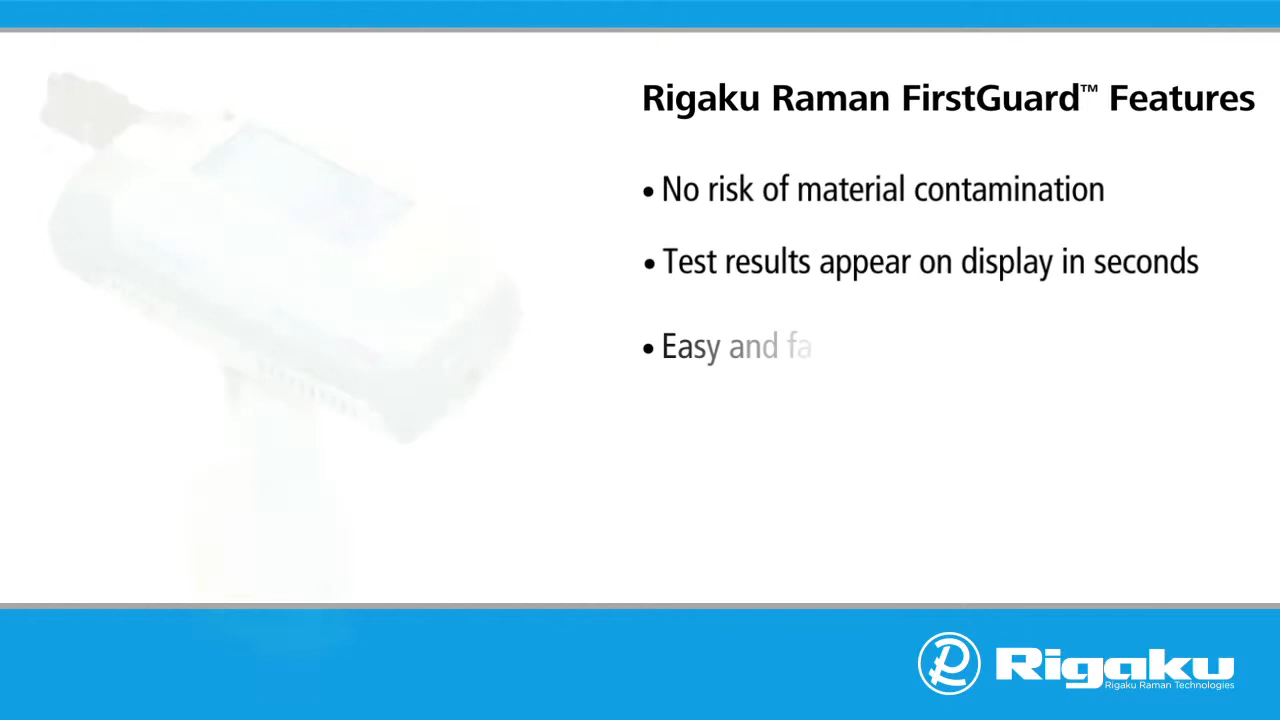 Rigaku Raman FirstGuard™ Features
• No risk of material contamination
• Test results appear on display in seconds
• Easy and fa
Rigaku
Rigaku Raman Technologies